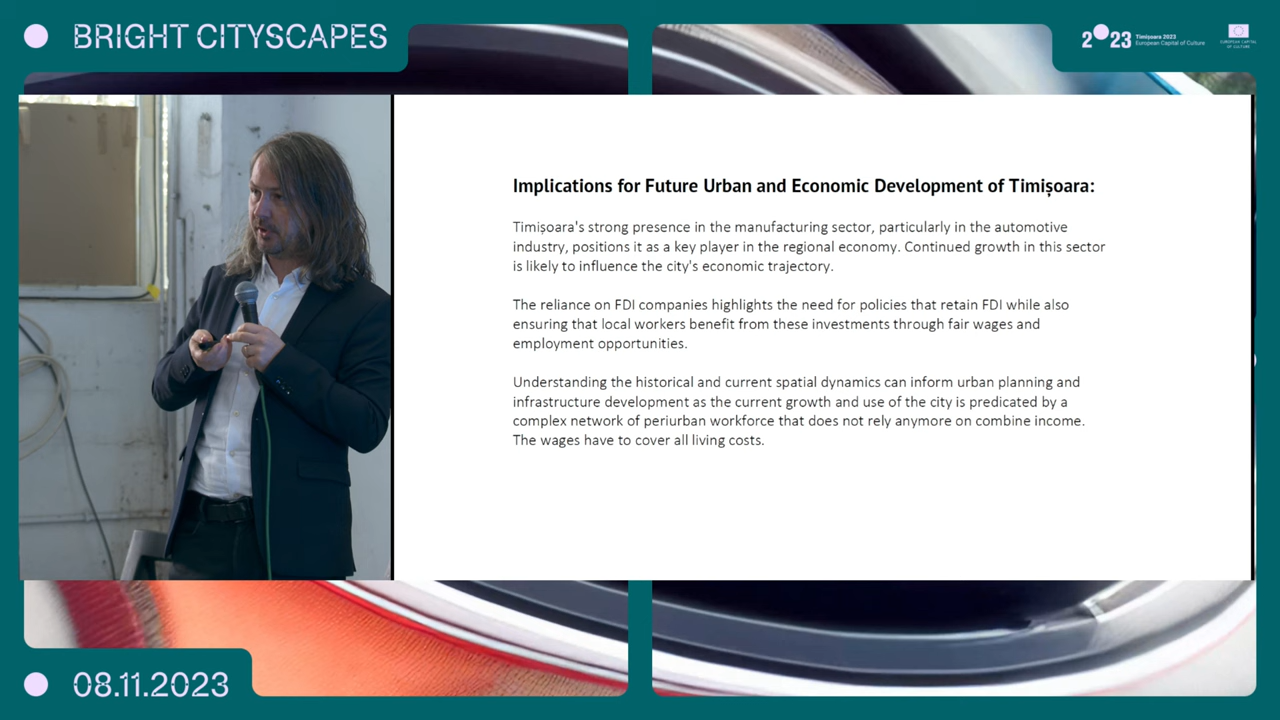 BRIGHT CITYSCAPES
2023
Timișoara 2023
European Capital of Culture
EUROPEAN CAPITAL
OF CULTURE
Implications for Future Urban and Economic Development of Timișoara:
Timișoara's strong presence in the manufacturing sector, particularly in the automotive
industry, positions it as a key player in the regional economy. Continued growth in this sector
is likely to influence the city's economic trajectory.
The reliance on FDI companies highlights the need for policies that retain FDI while also
ensuring that local workers benefit from these investments through fair wages and
employment opportunities.
Understanding the historical and current spatial dynamics can inform urban planning and
infrastructure development as the current growth and use of the city is predicated by a
complex network of periurban workforce that does not rely anymore on combine income.
The wages have to cover all living costs.
08.11.2023